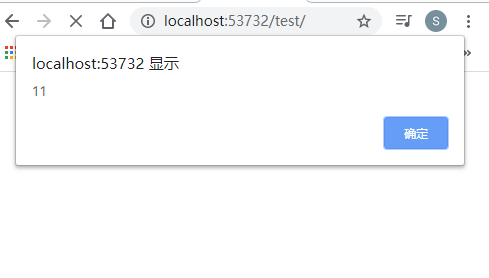 localhost:53732/test/
S
localhost:53732 显示
11
确定